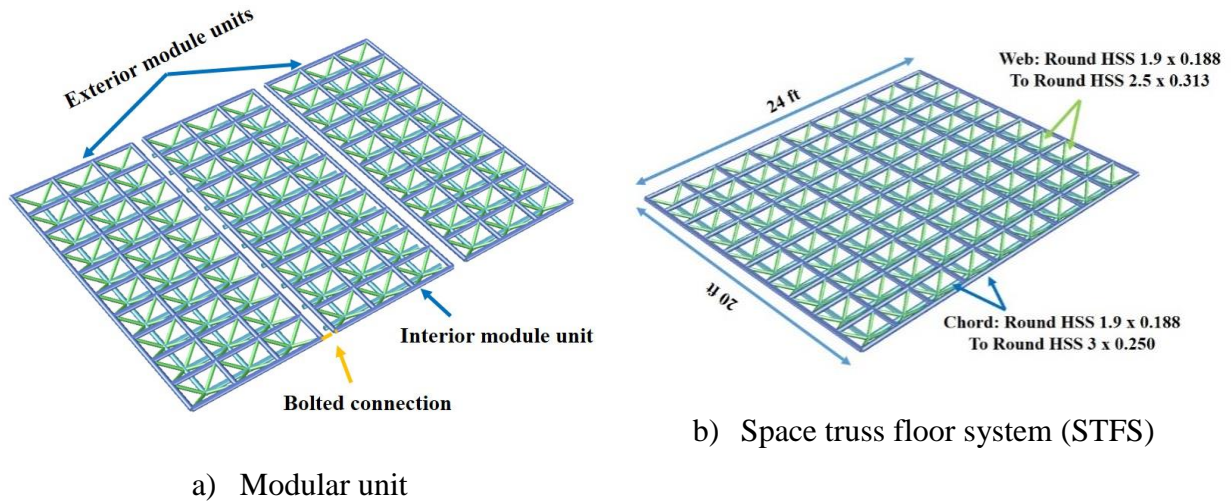 Exterior module units
Interior module unit
Bolted connection
a) Modular unit
Web: Round HSS 1.9 x 0.188
To Round HSS 2.5 x 0.313
24 ft
20 ft
Chord: Round HSS 1.9 x 0.188
To Round HSS 3 x 0.250
b) Space truss floor system (STFS)